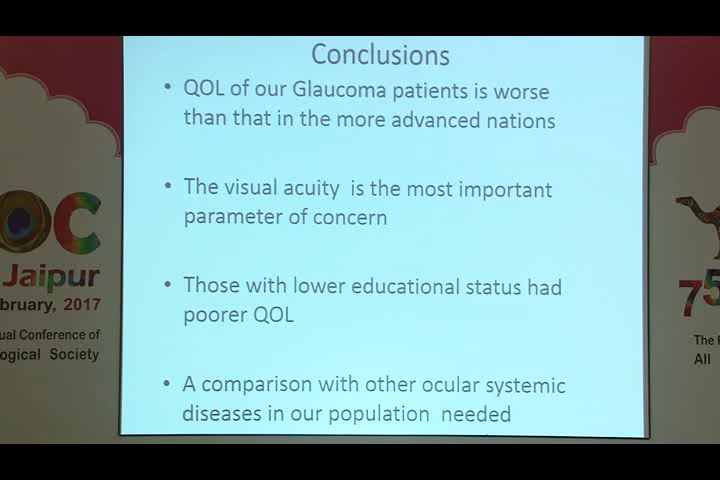 Conclusions
• QOL of our Glaucoma patients is worse
than that in the more advanced nations
• The visual acuity is the most important
parameter of concern
• Those with lower educational status had
poorer QOL
• A comparison with other ocular systemic
diseases in our population needed
OC
Jaipur
bruary, 2017
ual Conference of
ogical Society
75
The
All